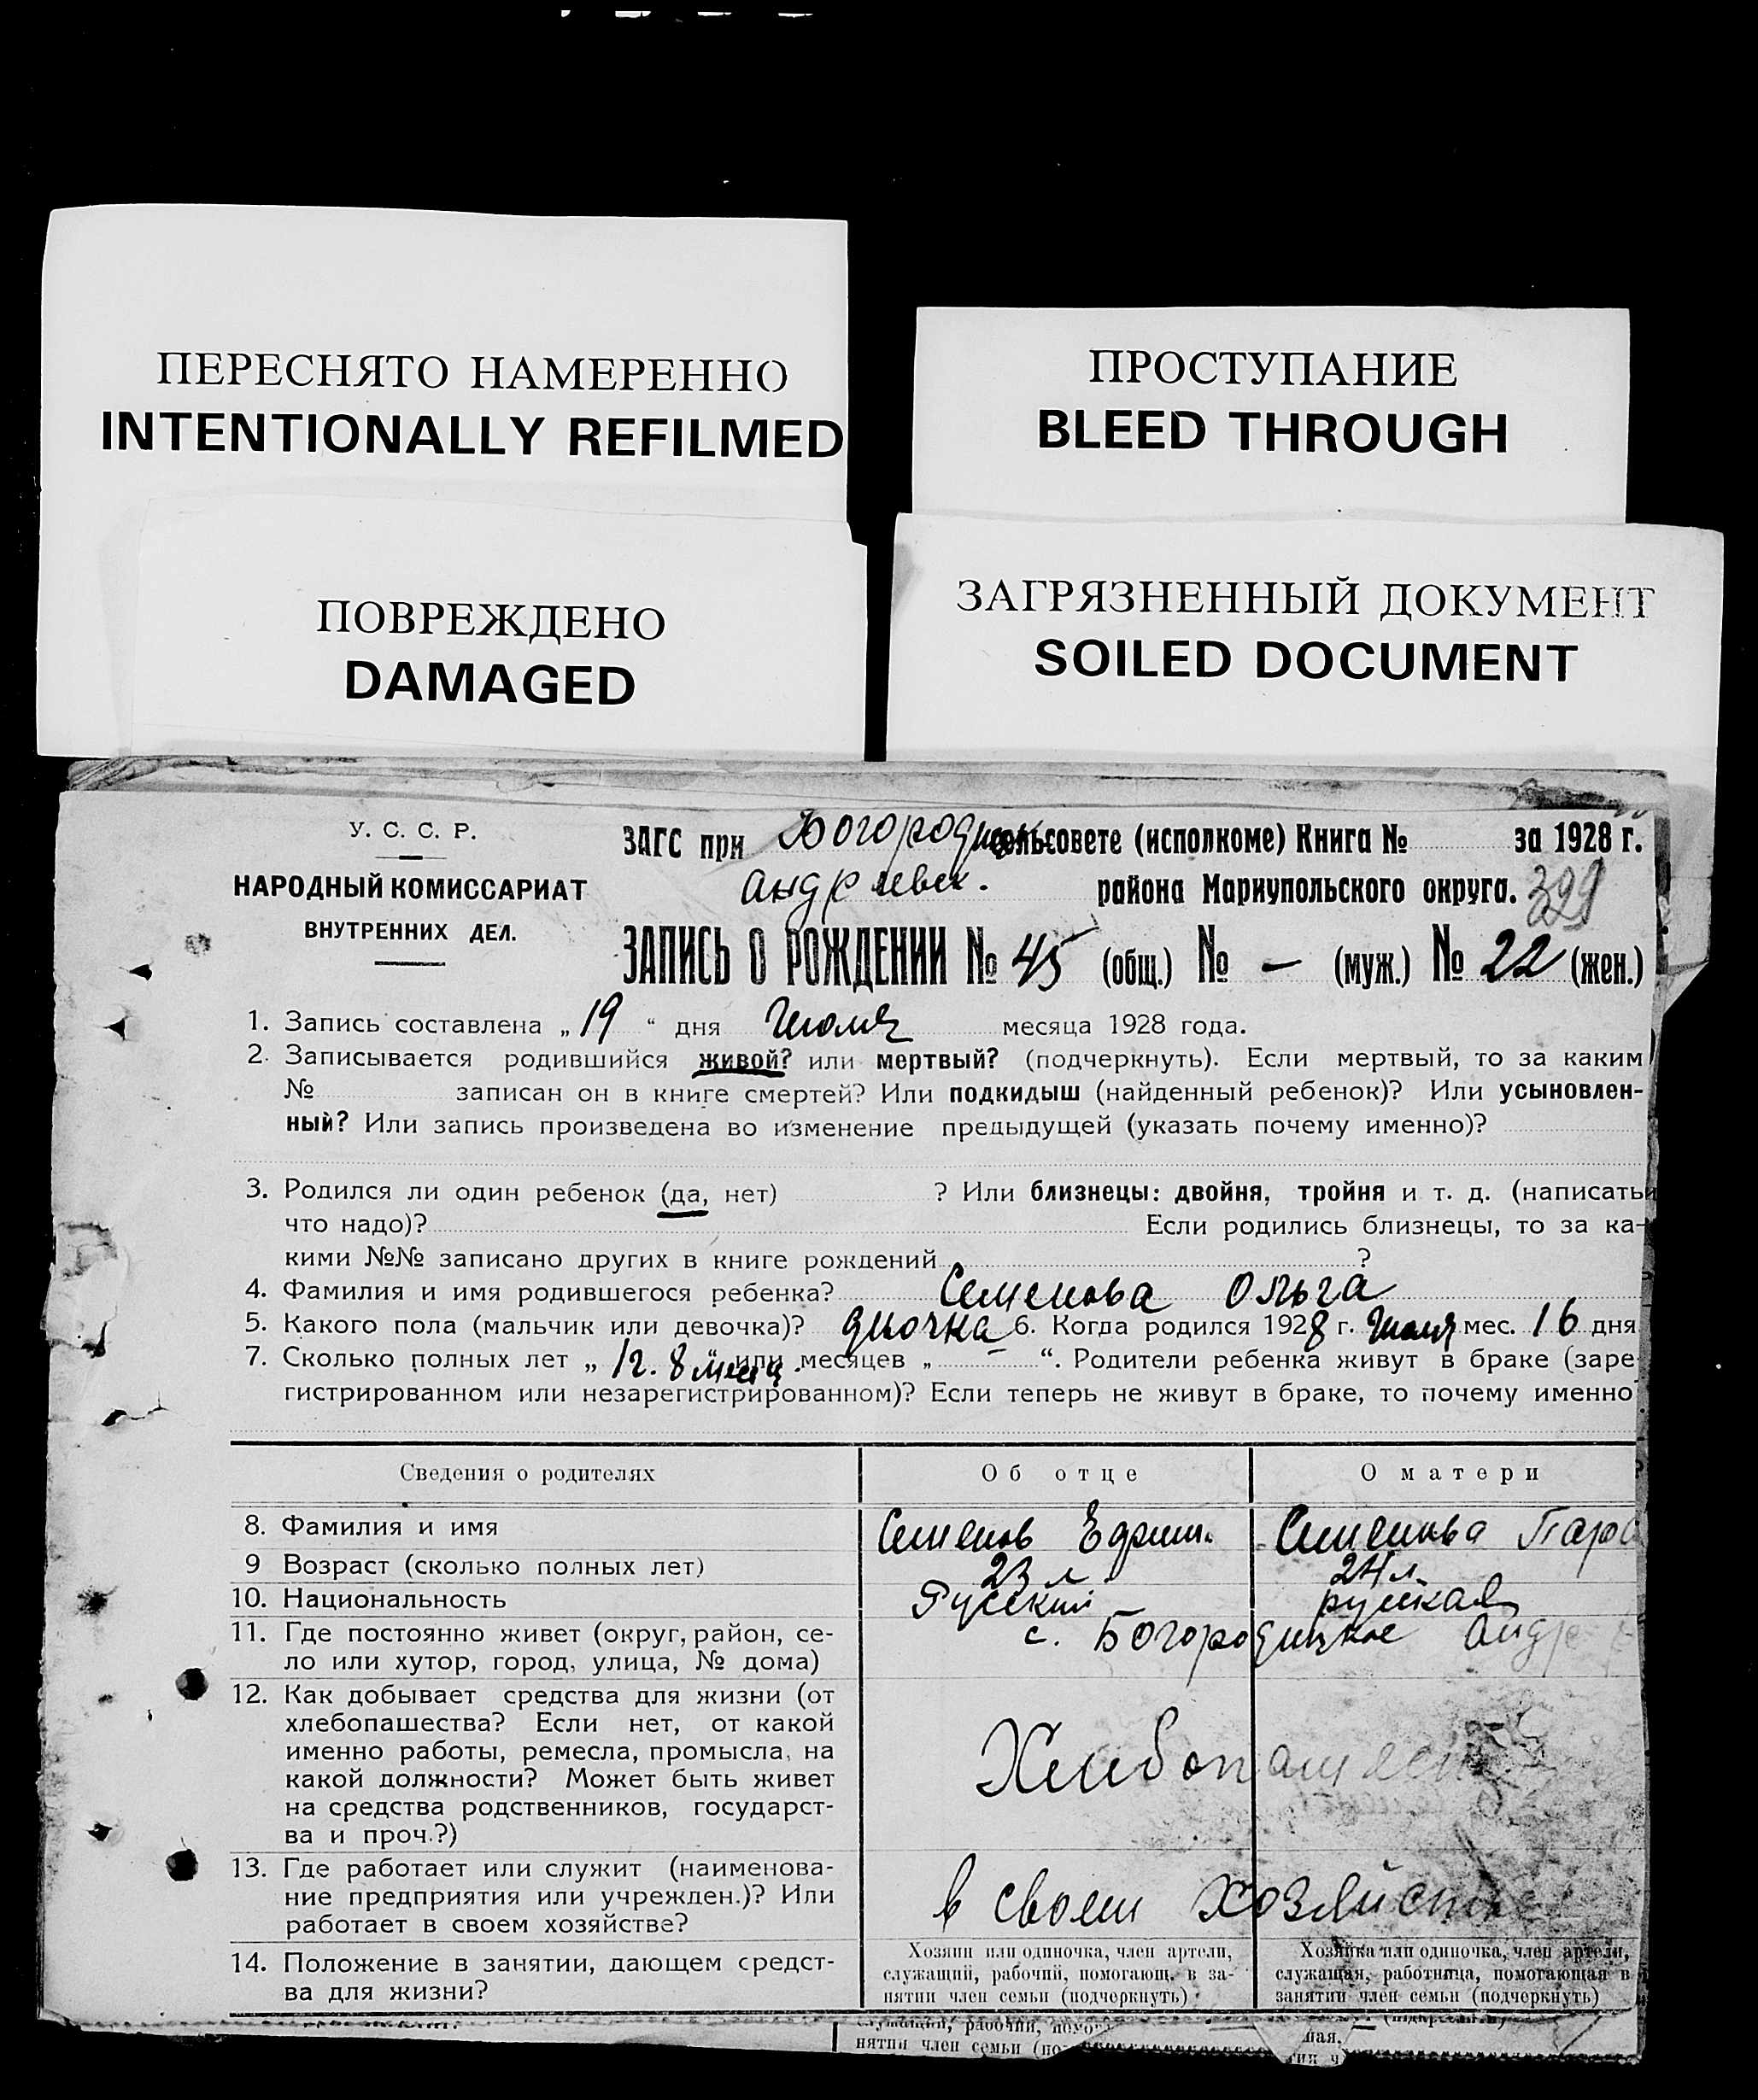 ПЕРЕСНЯТО НАМЕРЕННО
INTENTIONALLY REFILMED
ПРОСТУПАНИЕ
BLEED THROUGH
ПОВРЕЖДЕНО
DAMAGED
ЗАГРЯЗНЕННЫЙ ДОКУМЕНТ
SOILED DOCUMENT
У. С. С. Р.
НАРОДНЫЙ КОМИССАРИАТ
ВНУТРЕННИХ ДЕЛ.
ЗАГС при сельсовете (исполкоме) Книга № за 1928 г.
района Мариупольского округа. 399
ЗАПИСЬ О РОЖДЕНИИ № 45 (общ.) № — (муж.) № 22 (жен.)
1. Запись составлена „ 19 “ дня Июля месяца 1928 года.
2. Записывается родившийся живой? или мертвый? (подчеркнуть). Если мертвый, то за каким
№ записан он в книге смертей? Или подкидыш (найденный ребенок)? Или усыновлен-
ный? Или запись произведена во изменение предыдущей (указать почему именно)?
3. Родился ли один ребенок (да, нет) ? Или близнецы: двойня, тройня и т. д. (написать
что надо)? Если родились близнецы, то за ка-
кими №№ записано других в книге рождений ?
4. Фамилия и имя родившегося ребенка? Семенова Ольга
5. Какого пола (мальчик или девочка)? 6. Когда родился 1928 г. Июля мес. 16 дня
7. Сколько полных лет „ 1г. 8 или месяцев „ “. Родители ребенка живут в браке (заре
гистрированном или незарегистрированном)? Если теперь не живут в браке, то почему именно
Сведения о родителях
Об отце
О матери
8. Фамилия и имя
Семенов
Семенова
9 Возраст (сколько полных лет)
23 л
24 л.
10. Национальность
Русский
русская
11. Где постоянно живет (округ, район, се-
ло или хутор, город, улица, № дома)
с. Богородицкое
12. Как добывает средства для жизни (от
хлебопашества? Если нет, от какой
именно работы, ремесла, промысла, на
какой должности? Может быть живет
на средства родственников, государст-
ва и проч.?)
13. Где работает или служит (наименова-
ние предприятия или учрежден.)? Или
работает в своем хозяйстве?
в своем хозяйстве
14. Положение в занятии, дающем средст-
ва для жизни?
Хозяин или одиночка, член артели,
служащий, рабочий, помогающ. в за-
нятии член семьи (подчеркнуть)
Хозяйка или одиночка, член артели,
служащая, работница, помогающая в
занятии член семьи (подчеркнуть)
служащий, рабочий,
нятии член семьи